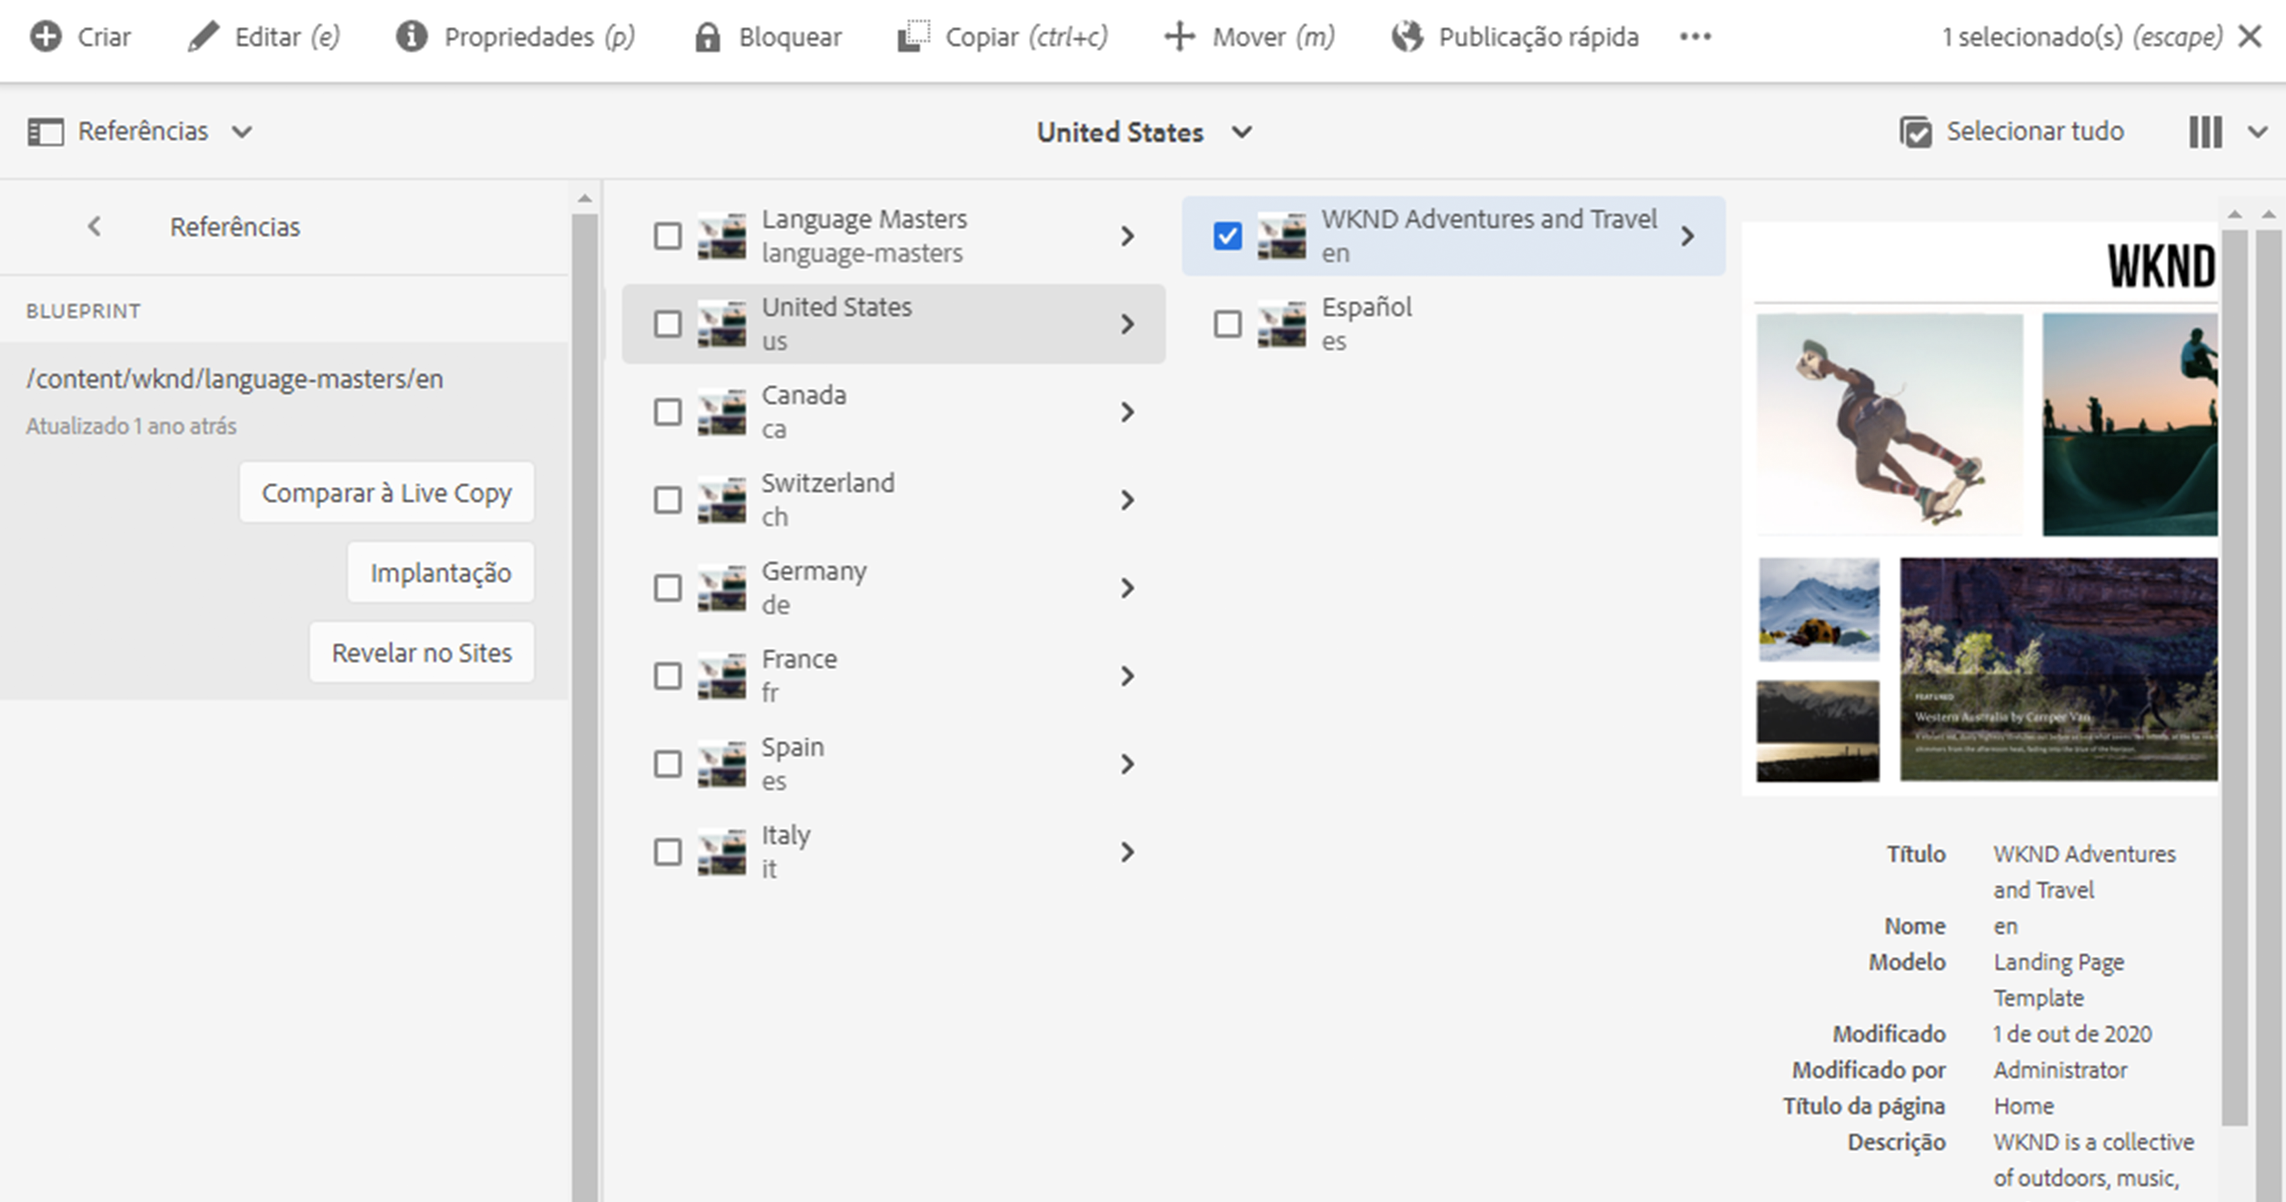 Criar
Editar (e)
Propriedades (p)
Bloquear
Copiar (ctrl+c)
Mover (m)
Publicação rápida
1 selecionado(s) (escape)
Referências
United States
Selecionar tudo
Referências
BLUEPRINT
/content/wknd/language-masters/en
Atualizado 1 ano atrás
Comparar à Live Copy
Implantação
Revelar no Sites
Language Masters
language-masters
United States
us
Canada
ca
Switzerland
ch
Germany
de
France
fr
Spain
es
Italy
it
WKND Adventures and Travel
en
Español
es
WKND
FEATURED
Western Australia by Camper Van
Título WKND Adventures
and Travel
Nome en
Modelo Landing Page
Template
Modificado 1 de out de 2020
Modificado por Administrator
Título da página Home
Descrição WKND is a collective
of outdoors, music,